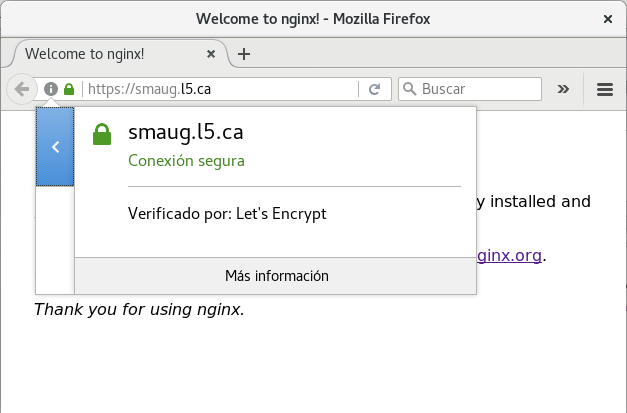 Welcome to nginx! - Mozilla Firefox
Welcome to nginx!
https://smaug.l5.ca
Buscar
smaug.l5.ca
Conexión segura
y installed and
Verificado por: Let's Encrypt
ginx.org.
Más información
Thank you for using nginx.